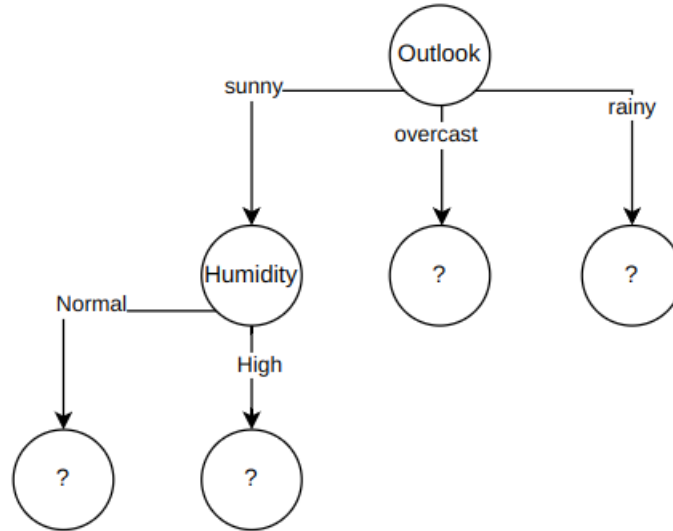 Outlook
sunny
overcast
rainy
Humidity
?
?
Normal
High
?
?